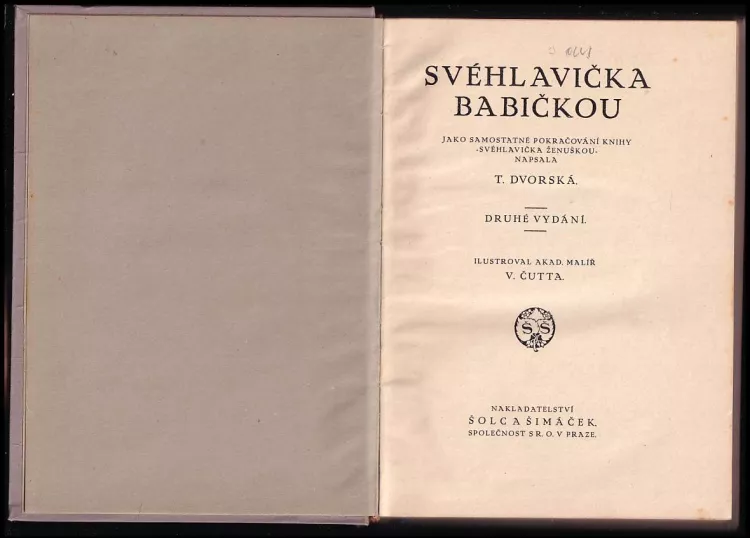 SVÉHLAVIČKA
BABIČKOU
JAKO SAMOSTATNÉ POKRAČOVÁNÍ KNIHY
-SVÉHLAVIČKA ŽENUŠKOU-
NAPSALA
T. DVORSKÁ.
DRUHÉ VYDÁNÍ.
ILUSTROVAL AKAD. MALÍŘ
V. ČUTTA.
Š Š
NAKLADATELSTVÍ
ŠOLC A ŠIMÁČEK.
SPOLEČNOST S R. O. V PRAZE.